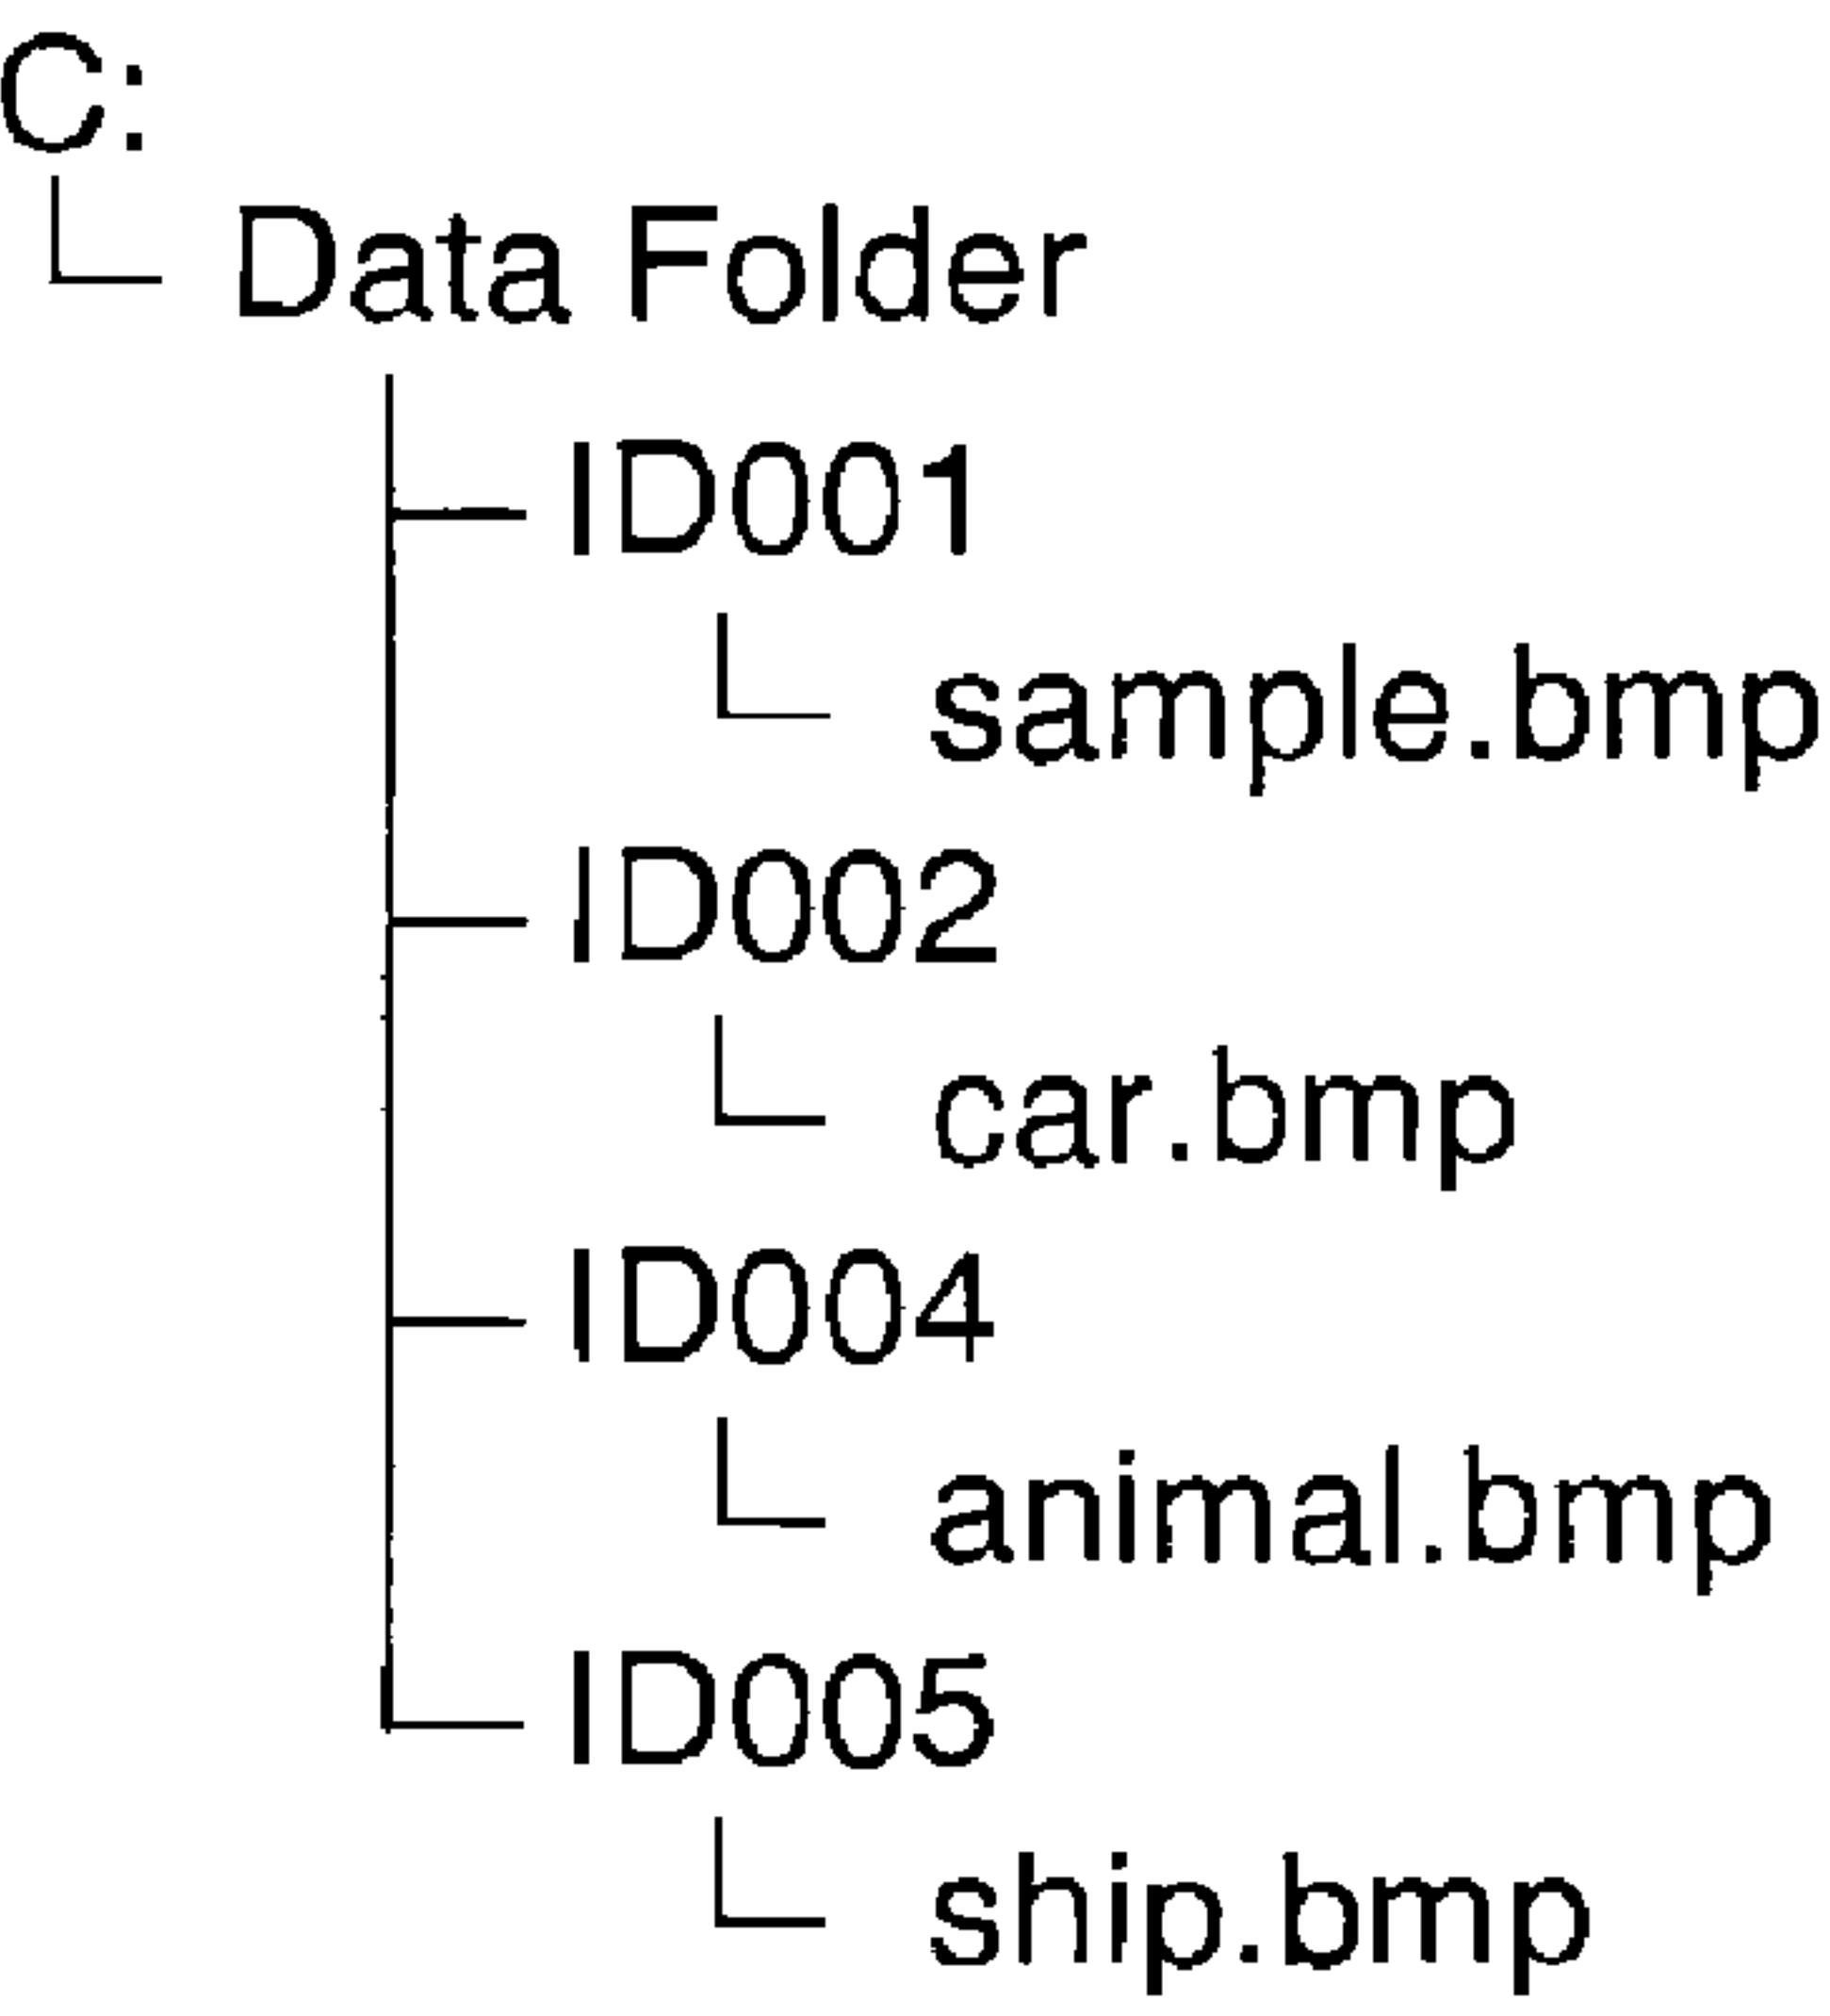 C:
Data Folder
ID001
sample.bmp
ID002
car.bmp
ID004
animal.bmp
ID005
ship.bmp